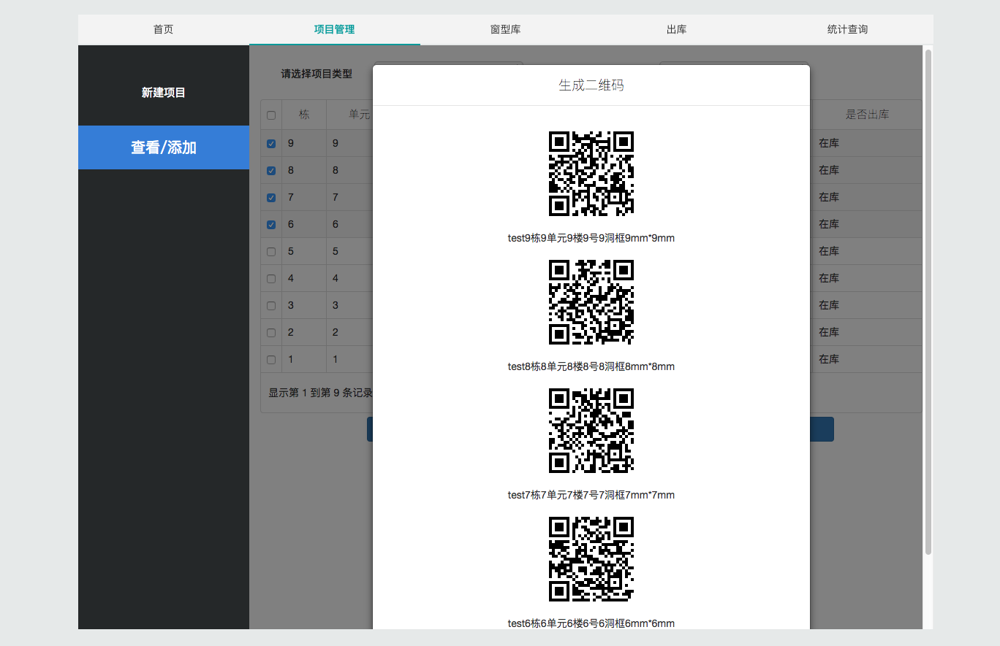 首页 项目管理 窗型库 出库 统计查询
新建项目
查看/添加
请选择项目类型
栋 单元 是否出库
9 9 在库
8 8 在库
7 7 在库
6 6 在库
5 5 在库
4 4 在库
3 3 在库
2 2 在库
1 1 在库
显示第 1 到第 9 条记录
生成二维码
test9栋9单元9楼9号9洞框9mm*9mm
test8栋8单元8楼8号8洞框8mm*8mm
test7栋7单元7楼7号7洞框7mm*7mm
test6栋6单元6楼6号6洞框6mm*6mm